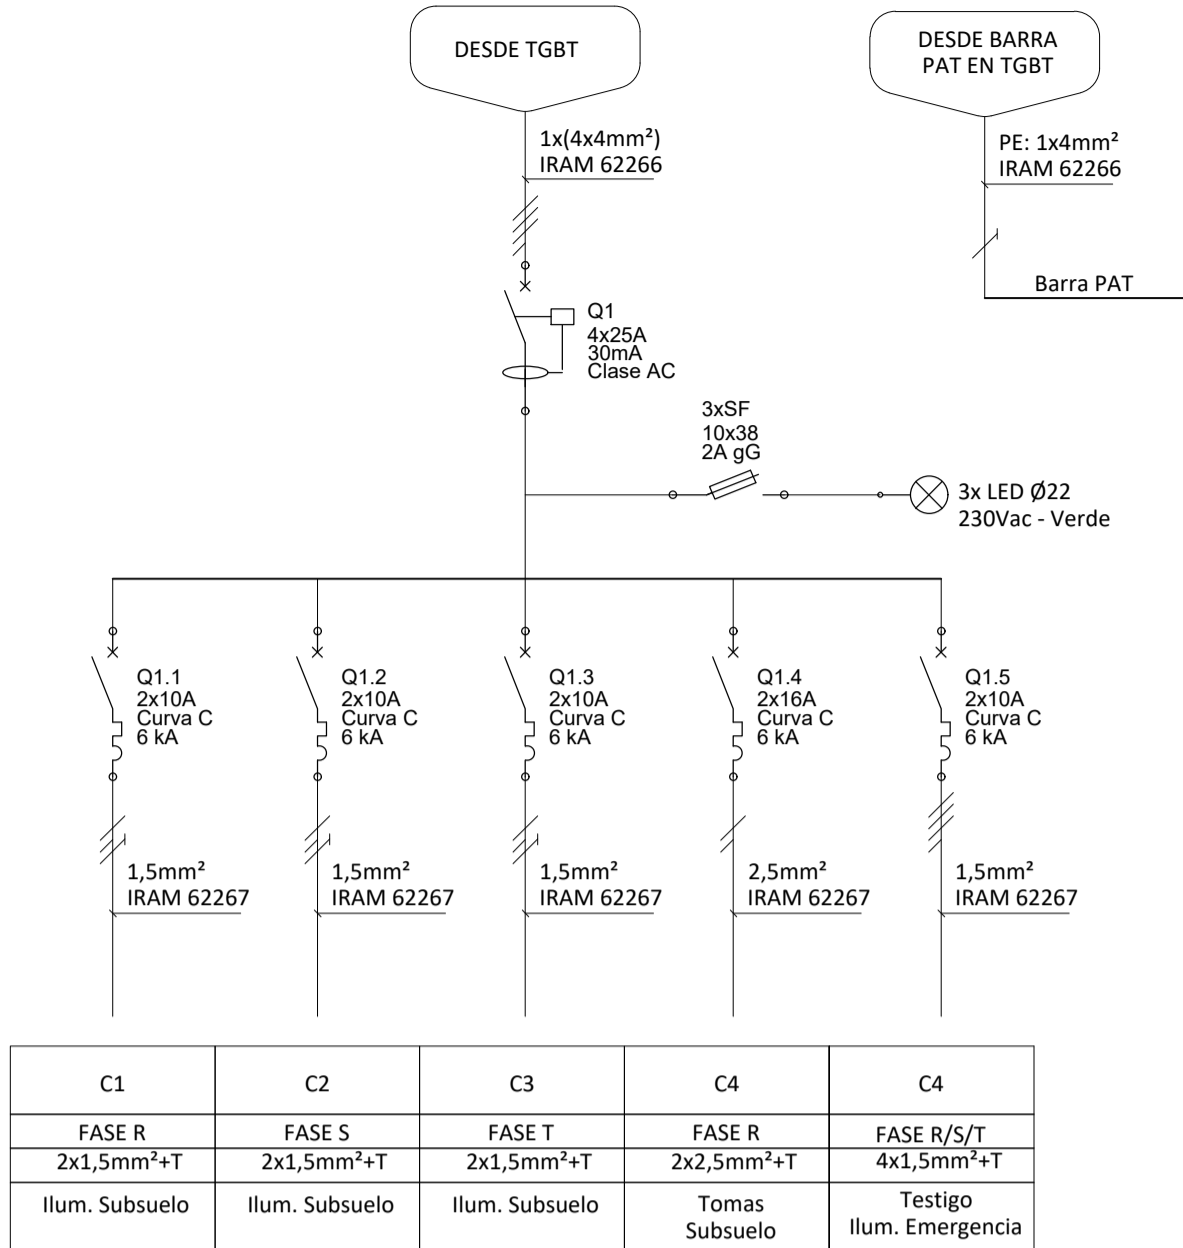 DESDE TGBT
DESDE BARRA
PAT EN TGBT
1x(4x4mm²)
IRAM 62266
PE: 1x4mm²
IRAM 62266
Barra PAT
Q1
4x25A
30mA
Clase AC
3xSF
10x38
2A gG
3x LED Ø22
230Vac - Verde
Q1.1
2x10A
Curva C
6 kA
Q1.2
2x10A
Curva C
6 kA
Q1.3
2x10A
Curva C
6 kA
Q1.4
2x16A
Curva C
6 kA
Q1.5
2x10A
Curva C
6 kA
1,5mm²
IRAM 62267
1,5mm²
IRAM 62267
1,5mm²
IRAM 62267
2,5mm²
IRAM 62267
1,5mm²
IRAM 62267
C1
C2
C3
C4
C4
FASE R
FASE S
FASE T
FASE R
FASE R/S/T
2x1,5mm²+T
2x1,5mm²+T
2x1,5mm²+T
2x2,5mm²+T
4x1,5mm²+T
Ilum. Subsuelo
Ilum. Subsuelo
Ilum. Subsuelo
Tomas
Subsuelo
Testigo
Ilum. Emergencia